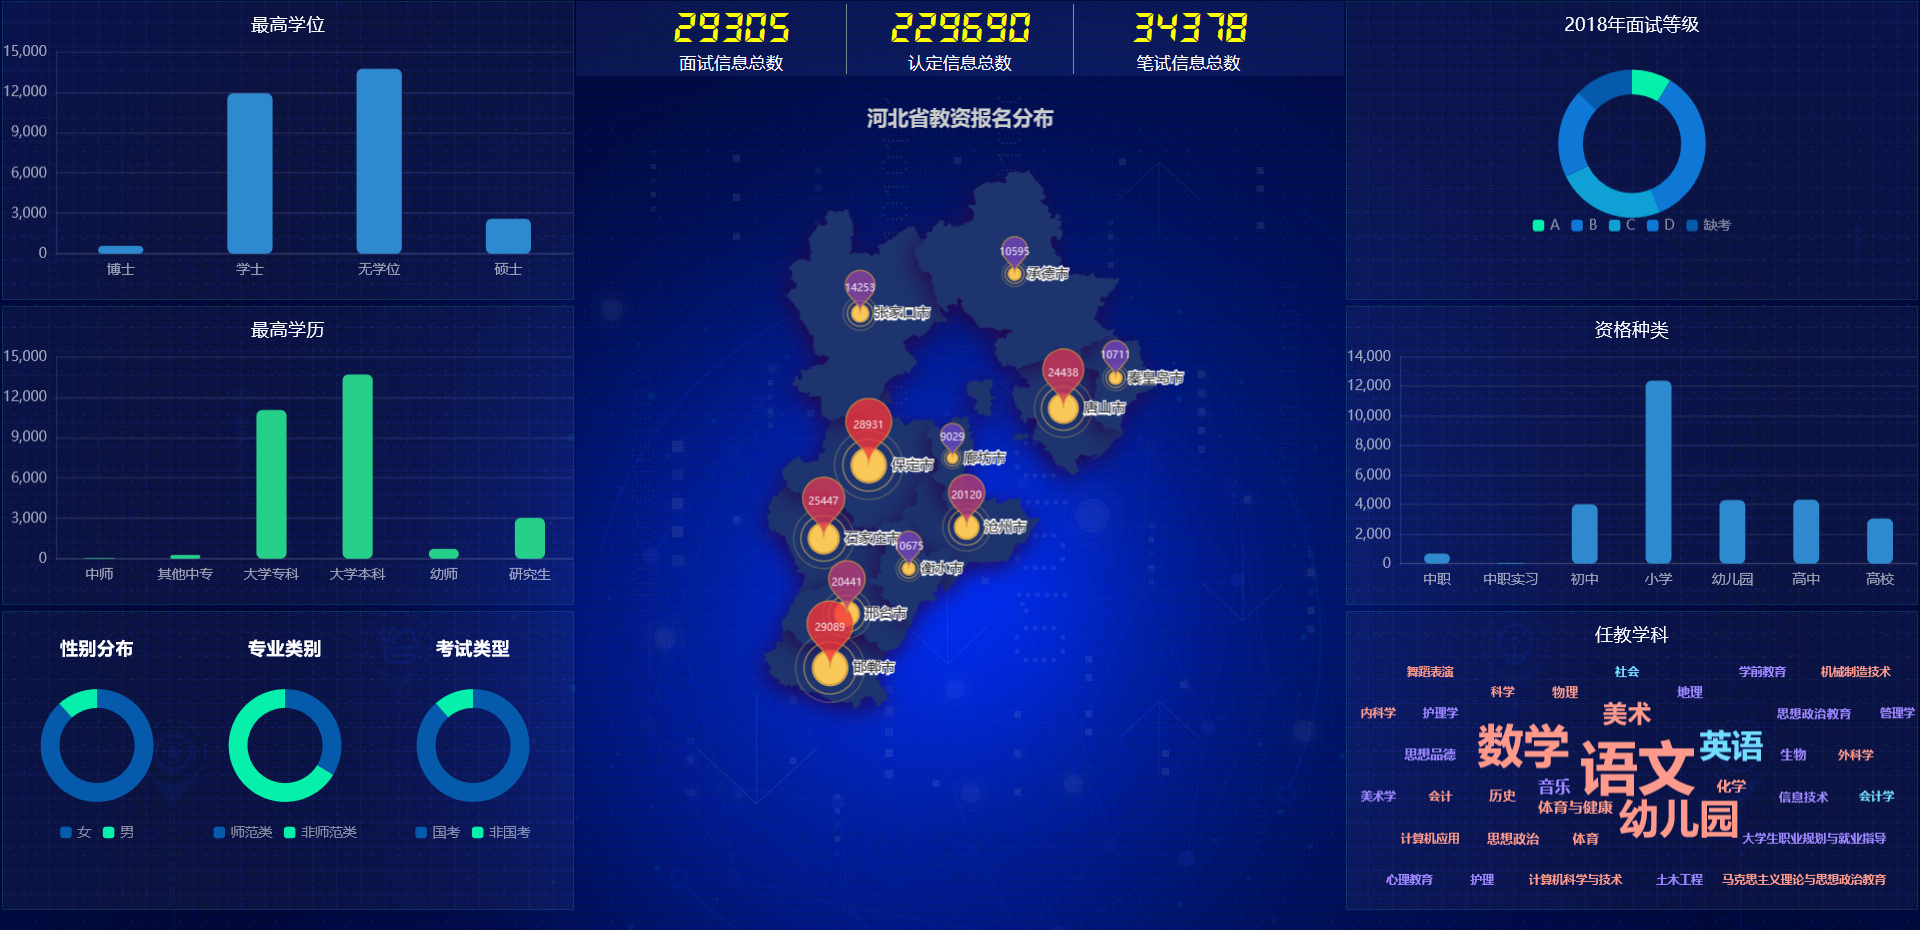 最高学位
15,000
12,000
9,000
6,000
3,000
0
博士 学士 无学位 硕士
最高学历
15,000
12,000
9,000
6,000
3,000
0
中师 其他中专 大学专科 大学本科 幼师 研究生
性别分布 专业类别 考试类型
女 男 师范类 非师范类 国考 非国考
29305 229690 34378
面试信息总数 认定信息总数 笔试信息总数
河北省教资报名分布
10595
承德市
14253
张家口市
10711
秦皇岛市
24438
唐山市
28931
保定市
9029
廊坊市
25447
石家庄市
20120
沧州市
10675
衡水市
20441
邢台市
29089
邯郸市
2018年面试等级
A B C D 缺考
资格种类
14,000
12,000
10,000
8,000
6,000
4,000
2,000
0
中职 中职实习 初中 小学 幼儿园 高中 高校
任教学科
舞蹈表演 社会 学前教育 机械制造技术
科学 物理 地理
内科学 护理学 美术 思想政治教育 管理学
思想品德 数学 英语 生物 外科学
语文
音乐 化学
美术学 会计 历史 信息技术 会计学
体育与健康 幼儿园
计算机应用 思想政治 体育 大学生职业规划与就业指导
心理教育 护理 计算机科学与技术 土木工程 马克思主义理论与思想政治教育